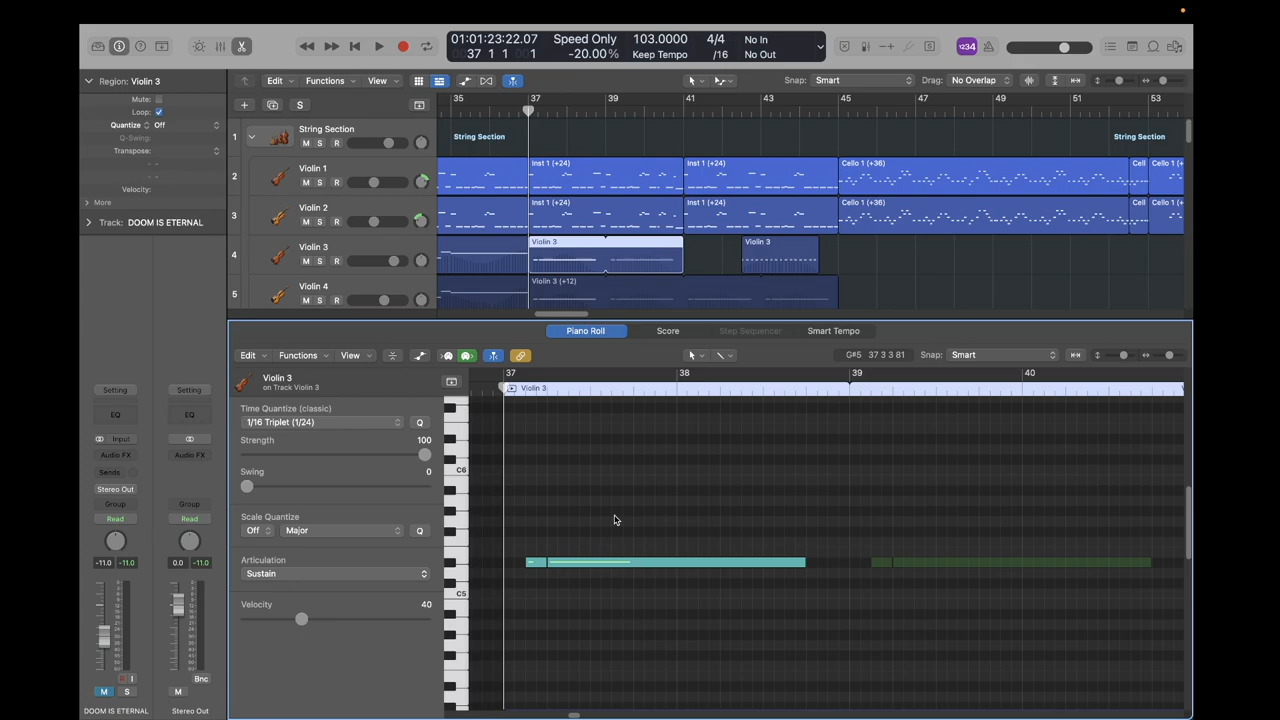 Region: Violin 3
01:01:23:22.07 Speed Only 103.0000 4/4 No In
37 1 1 1 -20.00% Keep Tempo /16 No Out
1234
Mute:
Loop:
Quantize Off
Q-Swing:
Transpose:
Velocity:
More
Track: DOOM IS ETERNAL
Edit Functions View Snap: Smart Drag: No Overlap
S
35 37 39 41 43 45 47 49 51 53
1 String Section String Section String Section
M S R
2 Violin 1 Inst 1 (+24) Inst 1 (+24) Cello 1 (+36) Cell Cello 1 (+
M S R
3 Violin 2 Inst 1 (+24) Inst 1 (+24) Cello 1 (+36) Cell Cello 1 (+
M S R
4 Violin 3 Violin 3 Violin 3
M S R
5 Violin 4 Violin 3 (+12)
M S R
Piano Roll Score Step Sequencer Smart Tempo
Edit Functions View G#5 37 3 3 81 Snap: Smart
Violin 3
on Track Violin 3
37 38 39 40
Violin 3
Time Quantize (classic)
1/16 Triplet (1/24) Q
Strength 100
Swing 0
Scale Quantize
Off Major Q
Articulation
Sustain
Velocity 40
C6
C5
Setting Setting
EQ EQ
Input
Audio FX Audio FX
Sends
Stereo Out
Group Group
Read Read
-11.0 -11.0 0.0 -11.0
R I Bnc
M S M
DOOM IS ETERNAL Stereo Out